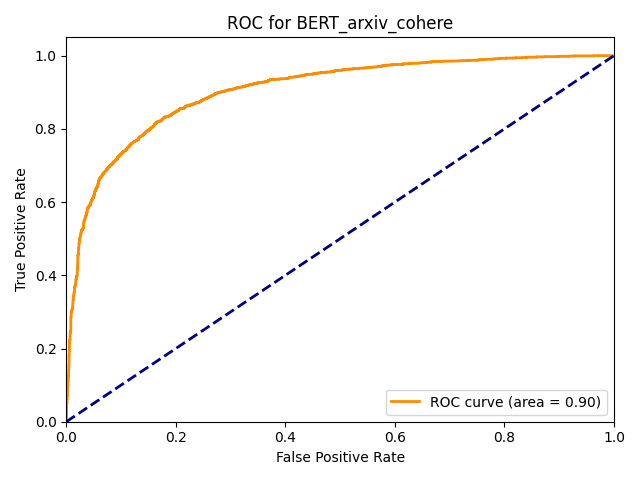 ROC for BERT_arxiv_cohere
True Positive Rate
1.0
0.8
0.6
0.4
0.2
0.0
ROC curve (area = 0.90)
0.0 0.2 0.4 0.6 0.8 1.0
False Positive Rate